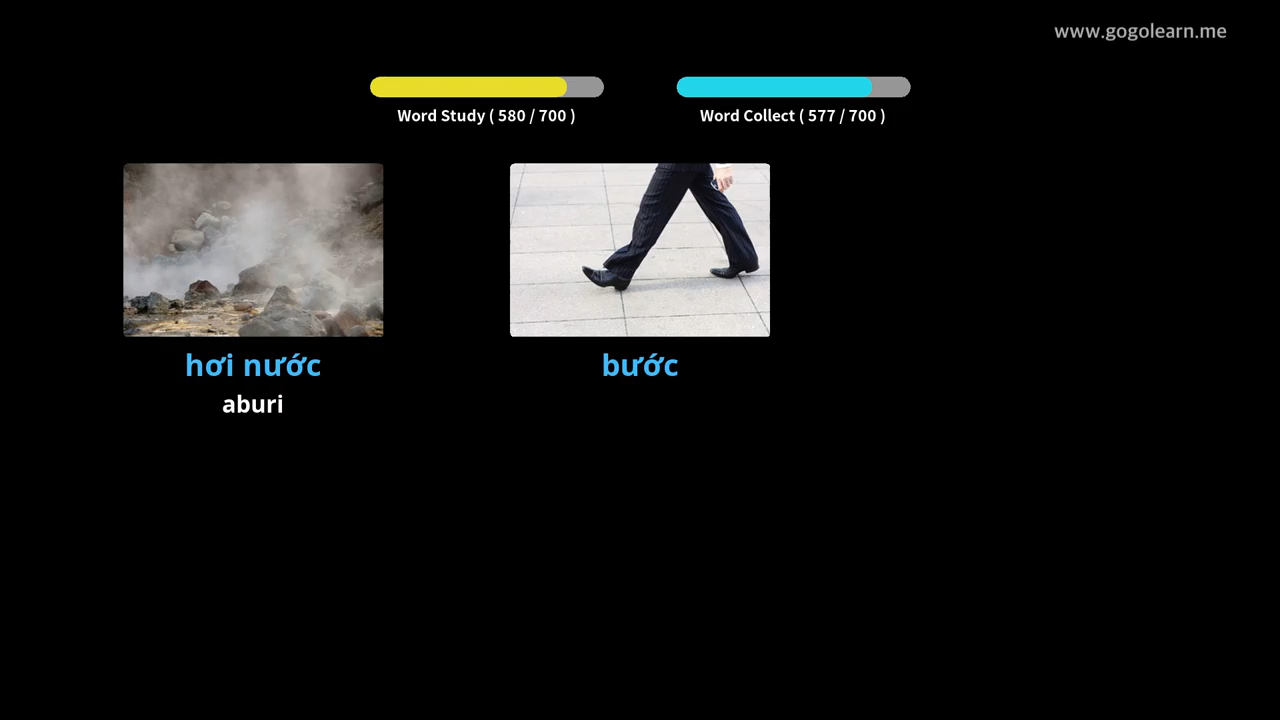 www.gogolearn.me
Word Study ( 580 / 700 )
Word Collect ( 577 / 700 )
hơi nước
aburi
bước